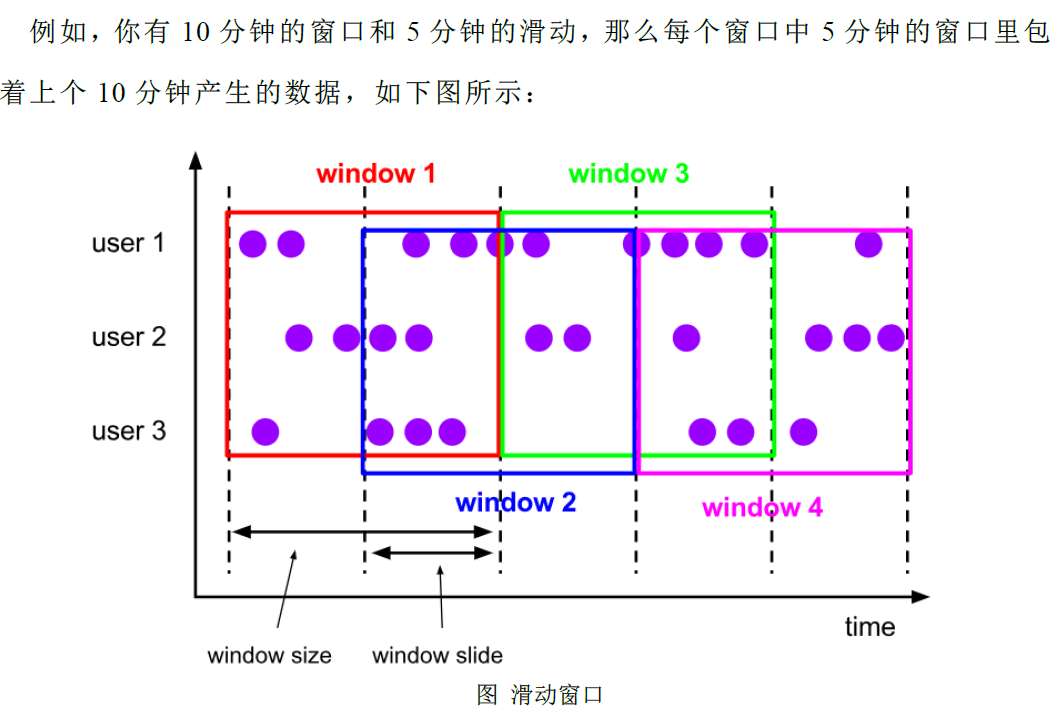 例如，你有 10 分钟的窗口和 5 分钟的滑动，那么每个窗口中 5 分钟的窗口里包
着上个 10 分钟产生的数据，如下图所示：
window 1
window 3
user 1
user 2
user 3
window 2
window 4
time
window size
window slide
图 滑动窗口